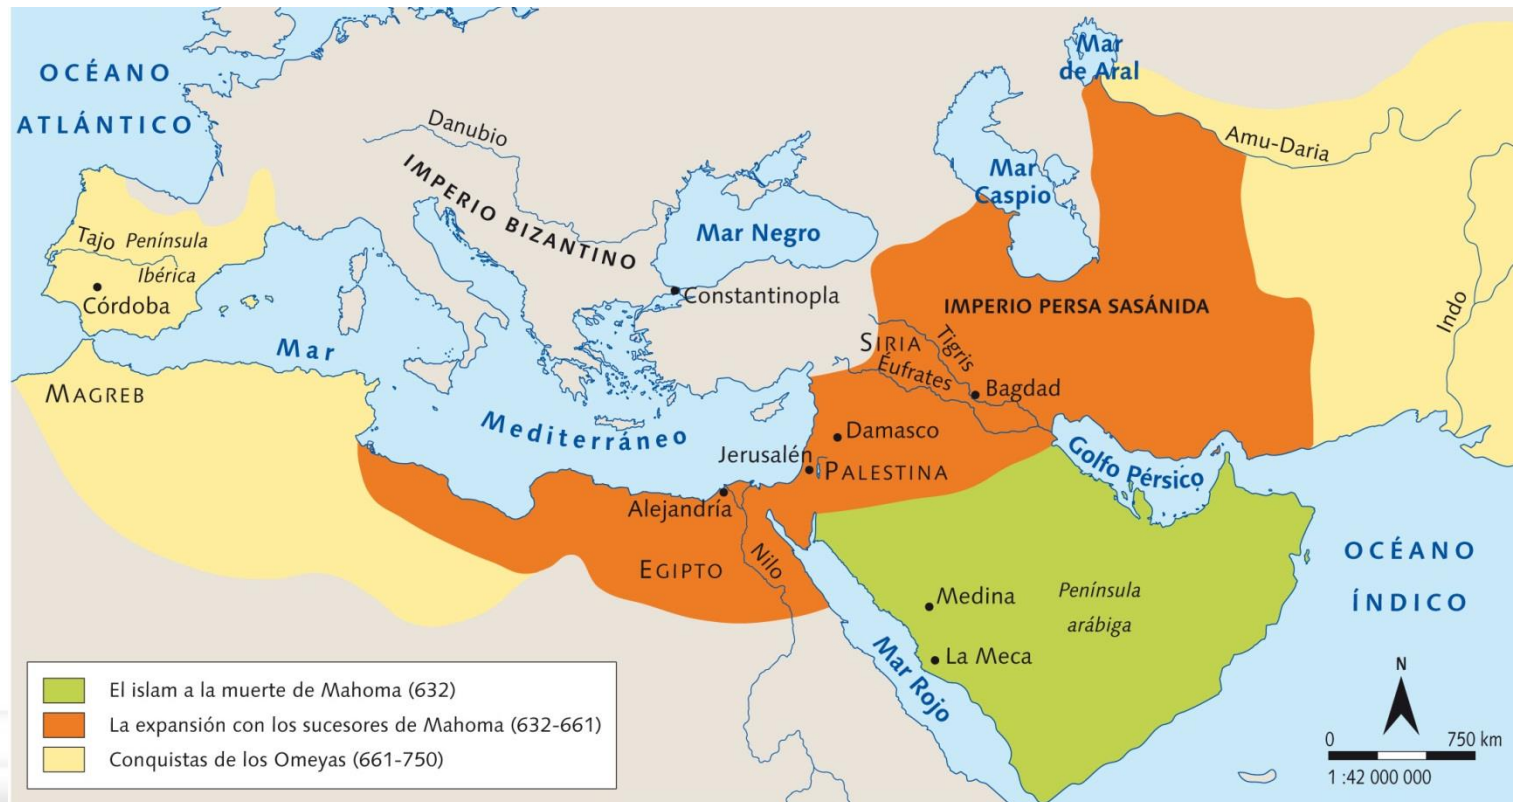 OCÉANO
ATLÁNTICO
Mar
de Aral
Danubio
Amu-Daria
IMPERIO BIZANTINO
Mar
Caspio
Mar Negro
Tajo
Península
Ibérica
Córdoba
Constantinopla
IMPERIO PERSA SASÁNIDA
Indo
Mar
Mediterráneo
MAGREB
SIRIA
Tigris
Éufrates
Bagdad
Damasco
Jerusalén
PALESTINA
Golfo Pérsico
Alejandría
EGIPTO
Nilo
OCÉANO
ÍNDICO
Medina
Península
arábiga
La Meca
Mar Rojo
El islam a la muerte de Mahoma (632)
La expansión con los sucesores de Mahoma (632-661)
Conquistas de los Omeyas (661-750)
N
0 750 km
1 :42 000 000